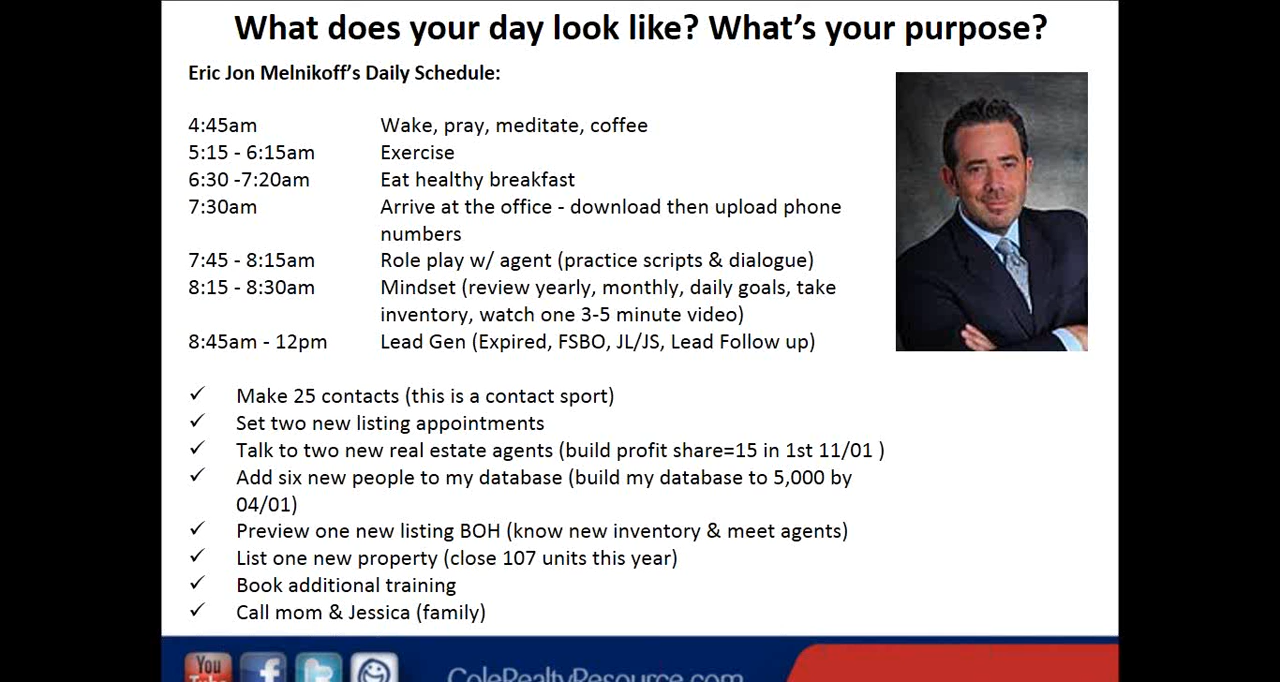 What does your day look like? What's your purpose?
Eric Jon Melnikoff's Daily Schedule:
4:45am Wake, pray, meditate, coffee
5:15 - 6:15am Exercise
6:30 -7:20am Eat healthy breakfast
7:30am Arrive at the office - download then upload phone
numbers
7:45 - 8:15am Role play w/ agent (practice scripts & dialogue)
8:15 - 8:30am Mindset (review yearly, monthly, daily goals, take
inventory, watch one 3-5 minute video)
8:45am - 12pm Lead Gen (Expired, FSBO, JL/JS, Lead Follow up)
✓ Make 25 contacts (this is a contact sport)
✓ Set two new listing appointments
✓ Talk to two new real estate agents (build profit share=15 in 1st 11/01 )
✓ Add six new people to my database (build my database to 5,000 by
04/01)
✓ Preview one new listing BOH (know new inventory & meet agents)
✓ List one new property (close 107 units this year)
✓ Book additional training
✓ Call mom & Jessica (family)
You
Tube
ColeRealtyResource.com